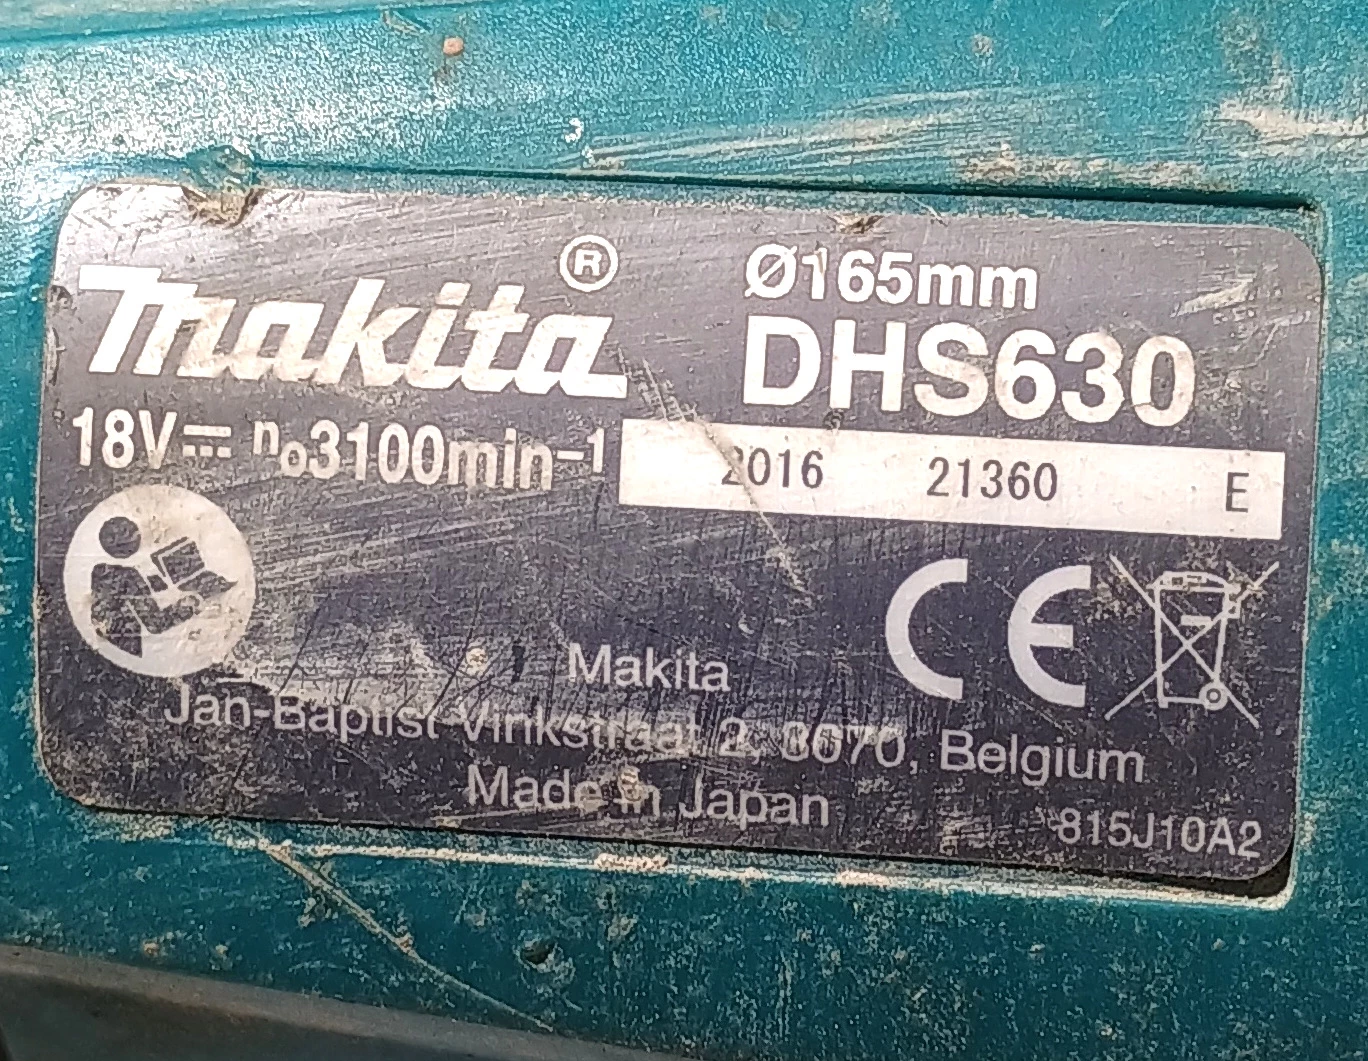 Makita®
Ø165mm
DHS630
18V⎓ n₀3100min⁻¹
2016 21360 E
CE
Makita
Jan-Baptist Vinkstraat 2, 3070, Belgium
Made in Japan
815J10A2